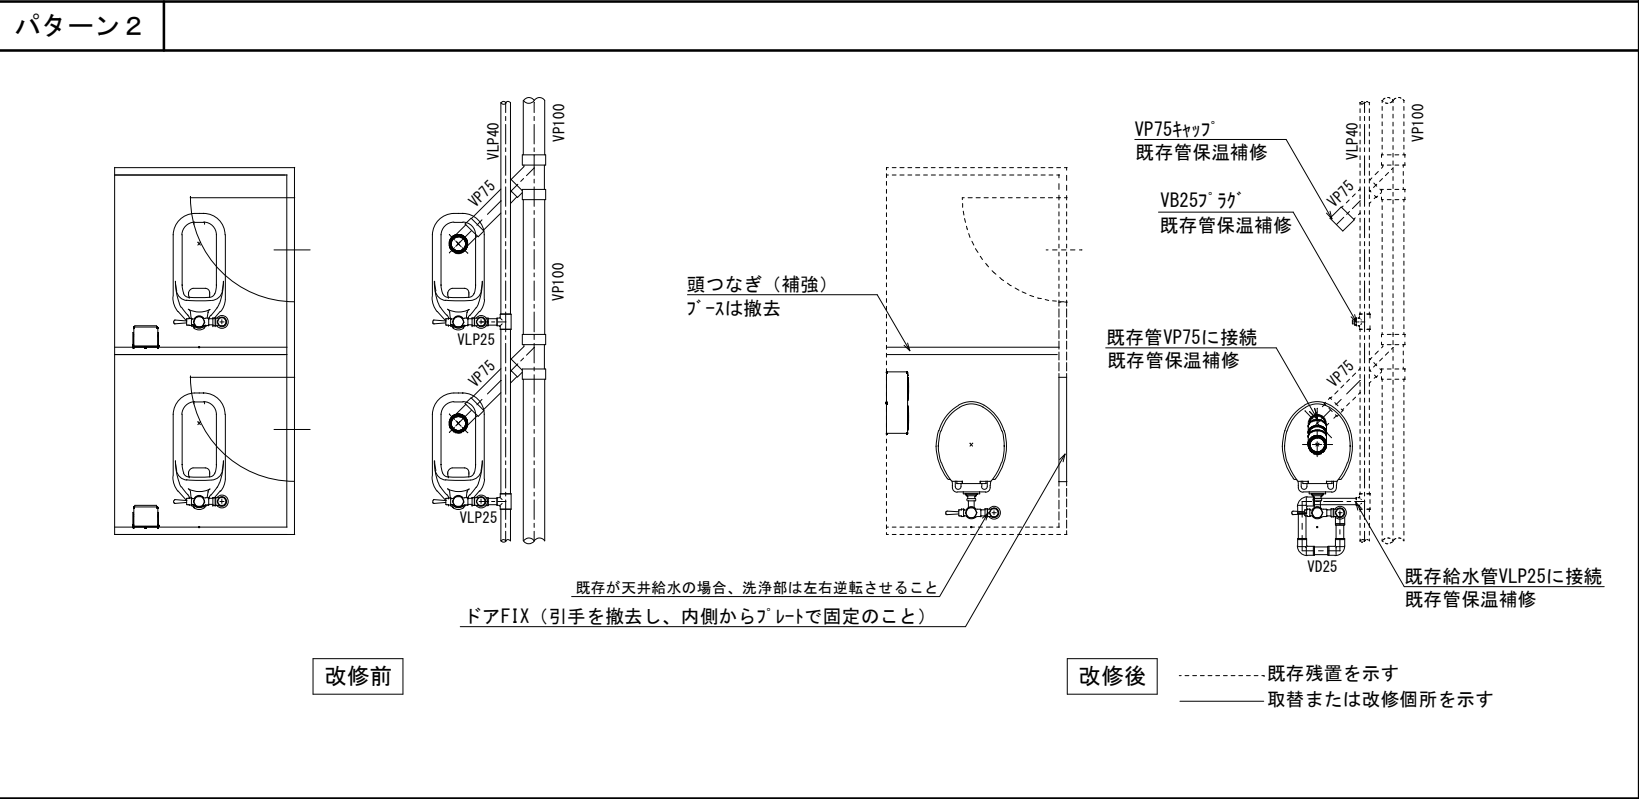 パターン２
VLP40
VP100
VP75
VP100
VLP25
VP75
VLP25
改修前
頭つなぎ（補強）
ﾌﾞｰｽは撤去
既存が天井給水の場合、洗浄部は左右逆転させること
ドアFIX（引手を撤去し、内側からﾌﾟﾚｰﾄで固定のこと）
VP75ｷｬｯﾌﾟ
既存管保温補修
VB25ﾌﾟﾗｸﾞ
既存管保温補修
既存管VP75に接続
既存管保温補修
VLP40
VP100
VP75
VP75
VD25
既存給水管VLP25に接続
既存管保温補修
改修後
既存残置を示す
取替または改修個所を示す